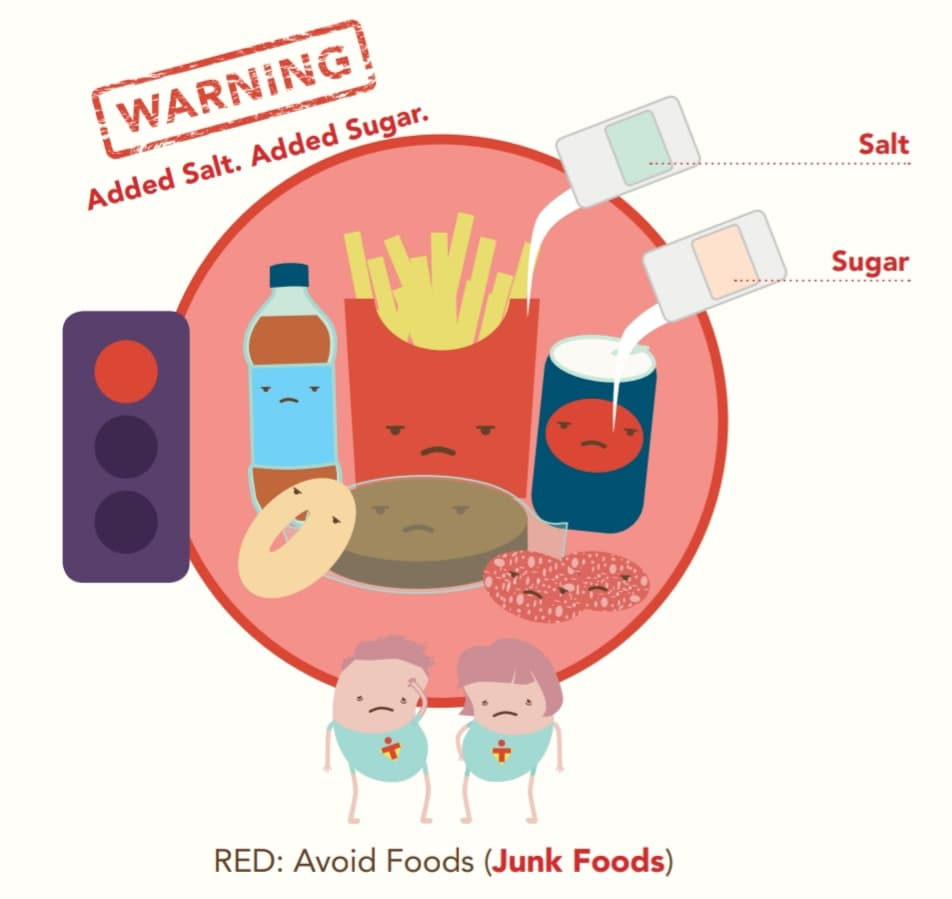 WARNING
Added Salt. Added Sugar.
Salt
Sugar
RED: Avoid Foods (Junk Foods)